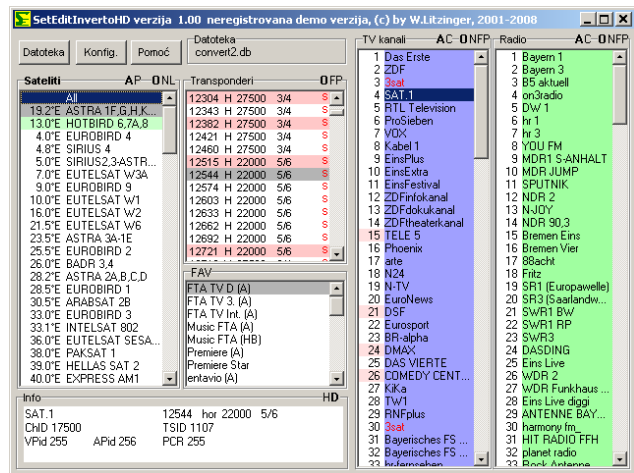 SetEditInvertoHD verzija 1.00 neregistrovana demo verzija, (c) by W.Litzinger, 2001-2008
Datoteka Konfig. Pomoć
Datoteka
convert2.db
Sateliti A P O N L
All
19.2°E ASTRA 1F,G,H,K...
13.0°E HOTBIRD 6,7A,8
4.0°E EUROBIRD 4
4.8°E SIRIUS 4
5.0°E SIRIUS2,3-ASTR...
7.0°E EUTELSAT W3A
9.0°E EUROBIRD 9
10.0°E EUTELSAT W1
16.0°E EUTELSAT W2
21.5°E EUTELSAT W6
23.5°E ASTRA 3A-1E
25.5°E EUROBIRD 2
26.0°E BADR 3,4
28.2°E ASTRA 2A,B,C,D
28.5°E EUROBIRD 1
30.5°E ARABSAT 2B
33.0°E EUROBIRD 3
33.1°E INTELSAT 802
36.0°E EUTELSAT SESA...
38.0°E PAKSAT 1
39.0°E HELLAS SAT 2
40.0°E EXPRESS AM1
Transponderi O F P
12304 H 27500 3/4 S
12343 H 27500 3/4 S
12382 H 27500 3/4 S
12421 H 27500 3/4 S
12460 H 27500 3/4 S
12515 H 22000 5/6 S
12544 H 22000 5/6 S
12574 H 22000 5/6 S
12603 H 22000 5/6 S
12633 H 22000 5/6 S
12662 H 22000 5/6 S
12692 H 22000 5/6 S
12721 H 22000 5/6 S
FAV
FTA TV D (A)
FTA TV 3. (A)
FTA TV Int. (A)
Music FTA (A)
Music FTA (HB)
Premiere (A)
Premiere Star
entavio (A)
TV kanali A C O N F P
1 Das Erste
2 ZDF
3 3sat
4 SAT.1
5 RTL Television
6 ProSieben
7 VOX
8 Kabel 1
9 EinsPlus
10 EinsExtra
11 EinsFestival
12 ZDFinfokanal
13 ZDFdokukanal
14 ZDFtheaterkanal
15 TELE 5
16 Phoenix
17 arte
18 N24
19 N-TV
20 EuroNews
21 DSF
22 Eurosport
23 BR-alpha
24 DMAX
25 DAS VIERTE
26 COMEDY CENT...
27 KiKa
28 TW1
29 RNFplus
30 3sat
31 Bayerisches FS ...
32 Bayerisches FS ...
33 hr-fernsehen
Radio A C O N F P
1 Bayern 1
2 Bayern 3
3 B5 aktuell
4 on3radio
5 DW 1
6 hr 1
7 hr 3
8 YOU FM
9 MDR1 S-ANHALT
10 MDR JUMP
11 SPUTNIK
12 NDR 2
13 N-JOY
14 NDR 90,3
15 Bremen Eins
16 Bremen Vier
17 88acht
18 Fritz
19 SR1 (Europawelle)
20 SR3 (Saarlandw...
21 SWR1 BW
22 SWR1 RP
23 SWR3
24 DASDING
25 Eins Live
26 WDR 2
27 WDR Funkhaus ...
28 Eins Live diggi
29 ANTENNE BAY...
30 harmony fm_
31 HIT RADIO FFH
32 planet radio
33 Rock Antenne
Info HD
SAT.1 12544 hor 22000 5/6
ChID 17500 TSID 1107
VPid 255 APid 256 PCR 255